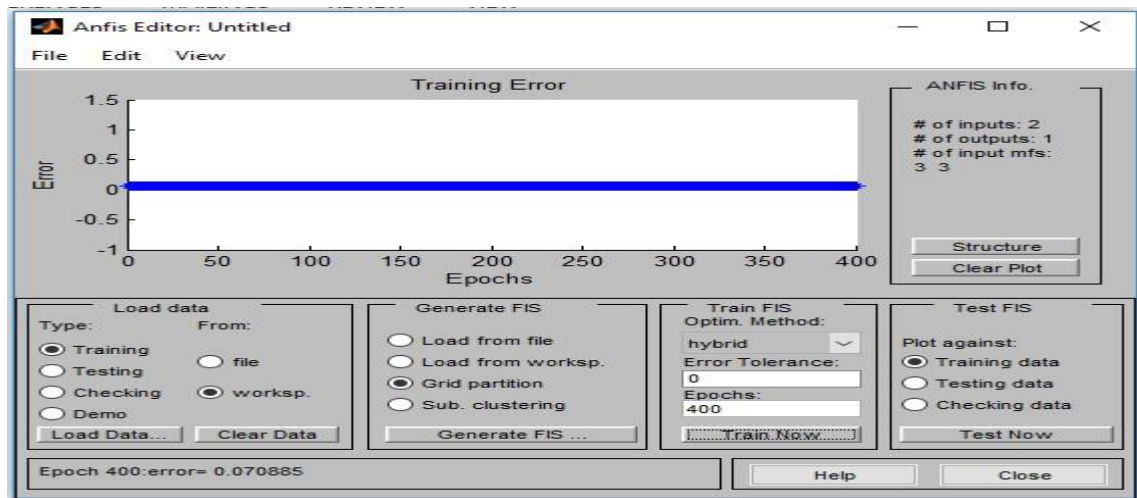 Anfis Editor: Untitled
File Edit View
Training Error
1.5
1
0.5
0
-0.5
-1
Error
0 50 100 150 200 250 300 350 400
Epochs
ANFIS Info.
# of inputs: 2
# of outputs: 1
# of input mfs:
3 3
Structure
Clear Plot
Load data
Type: From:
Training
Testing
Checking
Demo
file
worksp.
Load Data... Clear Data
Generate FIS
Load from file
Load from worksp.
Grid partition
Sub. clustering
Generate FIS ...
Train FIS
Optim. Method:
hybrid
Error Tolerance:
0
Epochs:
400
Train Now
Test FIS
Plot against:
Training data
Testing data
Checking data
Test Now
Epoch 400:error= 0.070885
Help Close